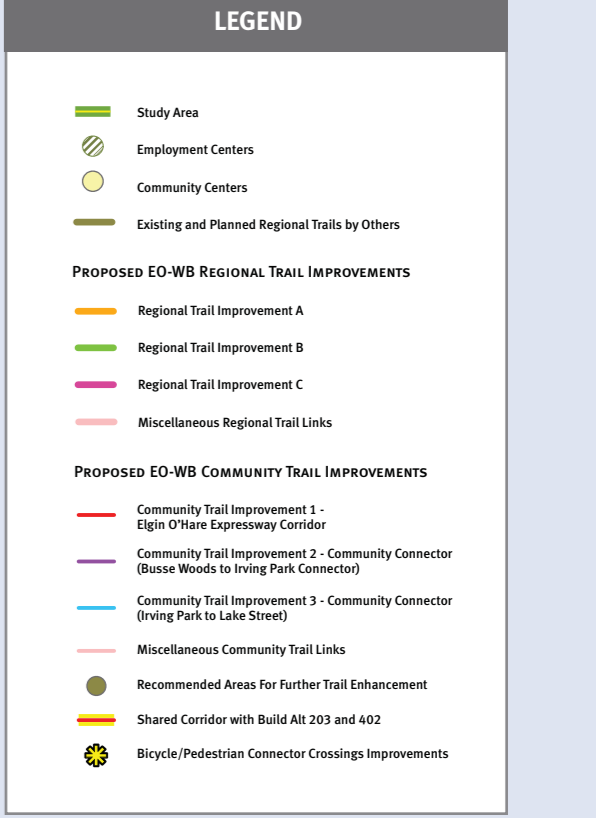 LEGEND
Study Area
Employment Centers
Community Centers
Existing and Planned Regional Trails by Others
PROPOSED EO-WB REGIONAL TRAIL IMPROVEMENTS
Regional Trail Improvement A
Regional Trail Improvement B
Regional Trail Improvement C
Miscellaneous Regional Trail Links
PROPOSED EO-WB COMMUNITY TRAIL IMPROVEMENTS
Community Trail Improvement 1 -
Elgin O'Hare Expressway Corridor
Community Trail Improvement 2 - Community Connector
(Busse Woods to Irving Park Connector)
Community Trail Improvement 3 - Community Connector
(Irving Park to Lake Street)
Miscellaneous Community Trail Links
Recommended Areas For Further Trail Enhancement
Shared Corridor with Build Alt 203 and 402
Bicycle/Pedestrian Connector Crossings Improvements